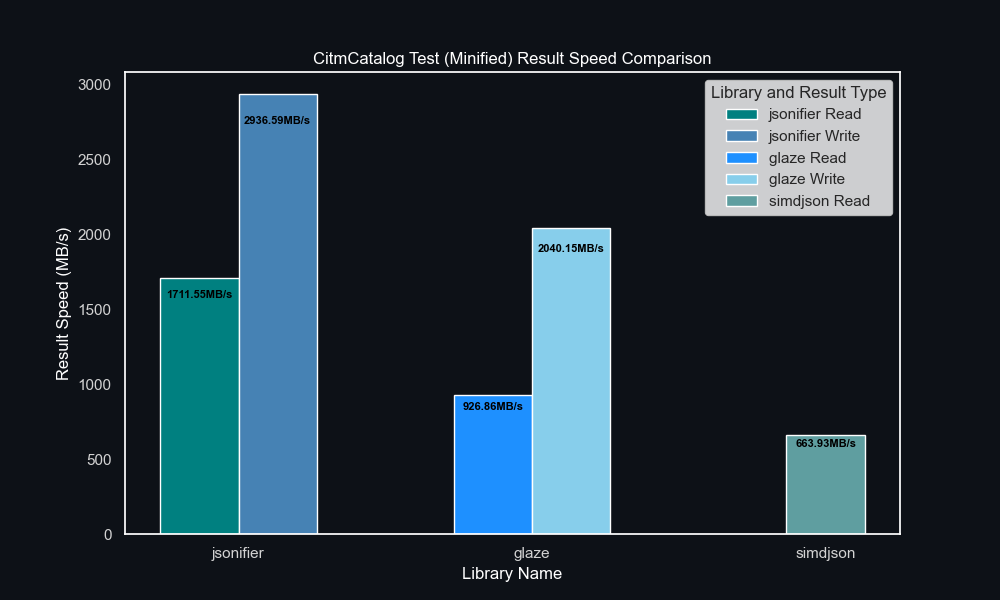 CitmCatalog Test (Minified) Result Speed Comparison
Result Speed (MB/s)
3000
2500
2000
1500
1000
500
0
1711.55MB/s
2936.59MB/s
926.86MB/s
2040.15MB/s
663.93MB/s
Library and Result Type
jsonifier Read
jsonifier Write
glaze Read
glaze Write
simdjson Read
jsonifier
glaze
simdjson
Library Name